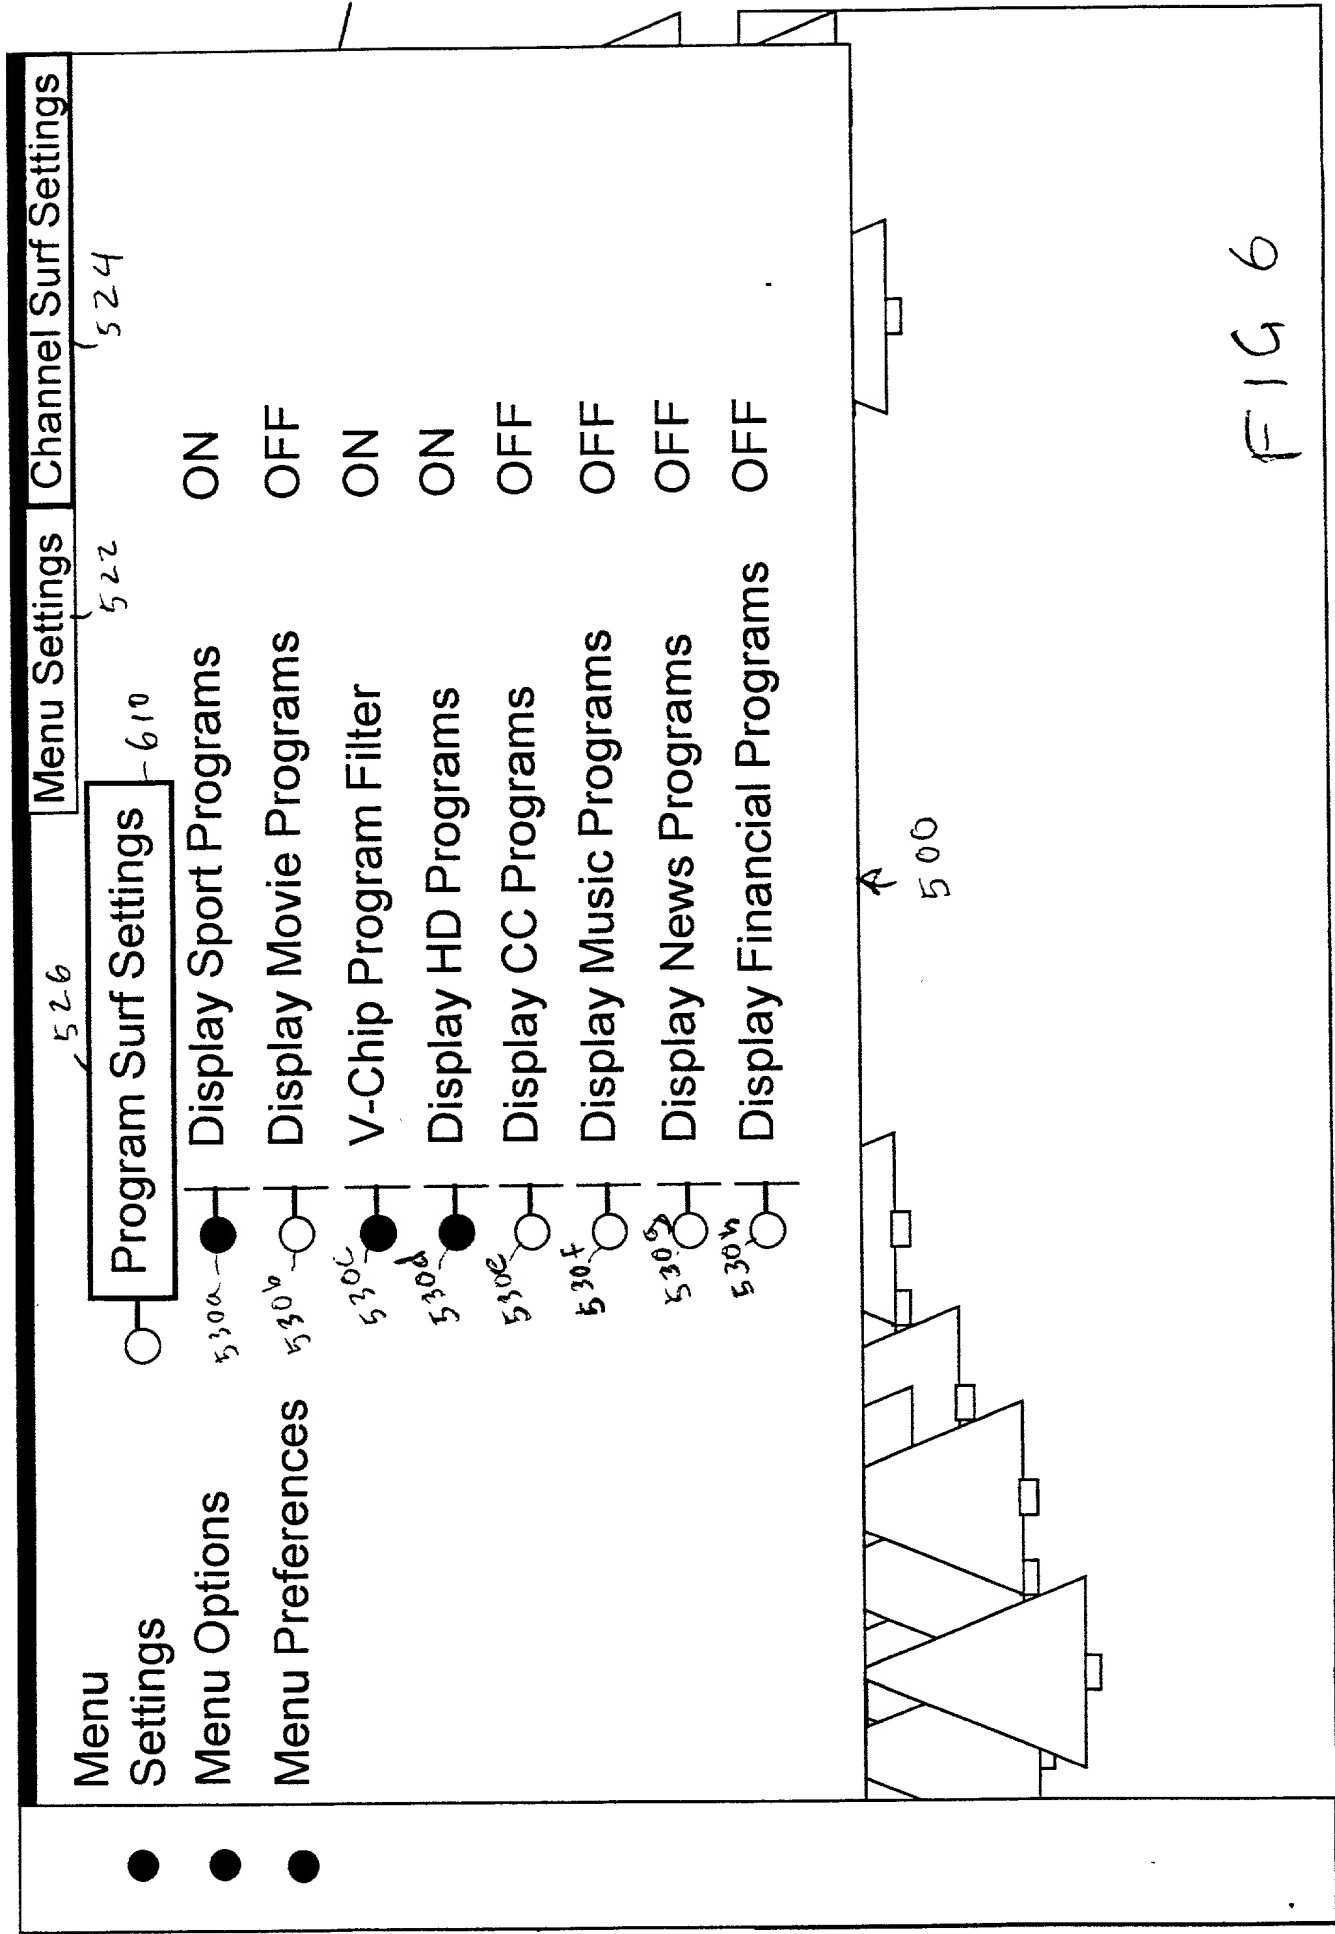 Menu Settings Channel Surf Settings
522 524
526
Program Surf Settings 610
Menu
Settings
Menu Options
Menu Preferences
530a Display Sport Programs ON
530b Display Movie Programs OFF
530c V-Chip Program Filter ON
530d Display HD Programs ON
530e Display CC Programs OFF
530f Display Music Programs OFF
530g Display News Programs OFF
530h Display Financial Programs OFF
500
FIG 6